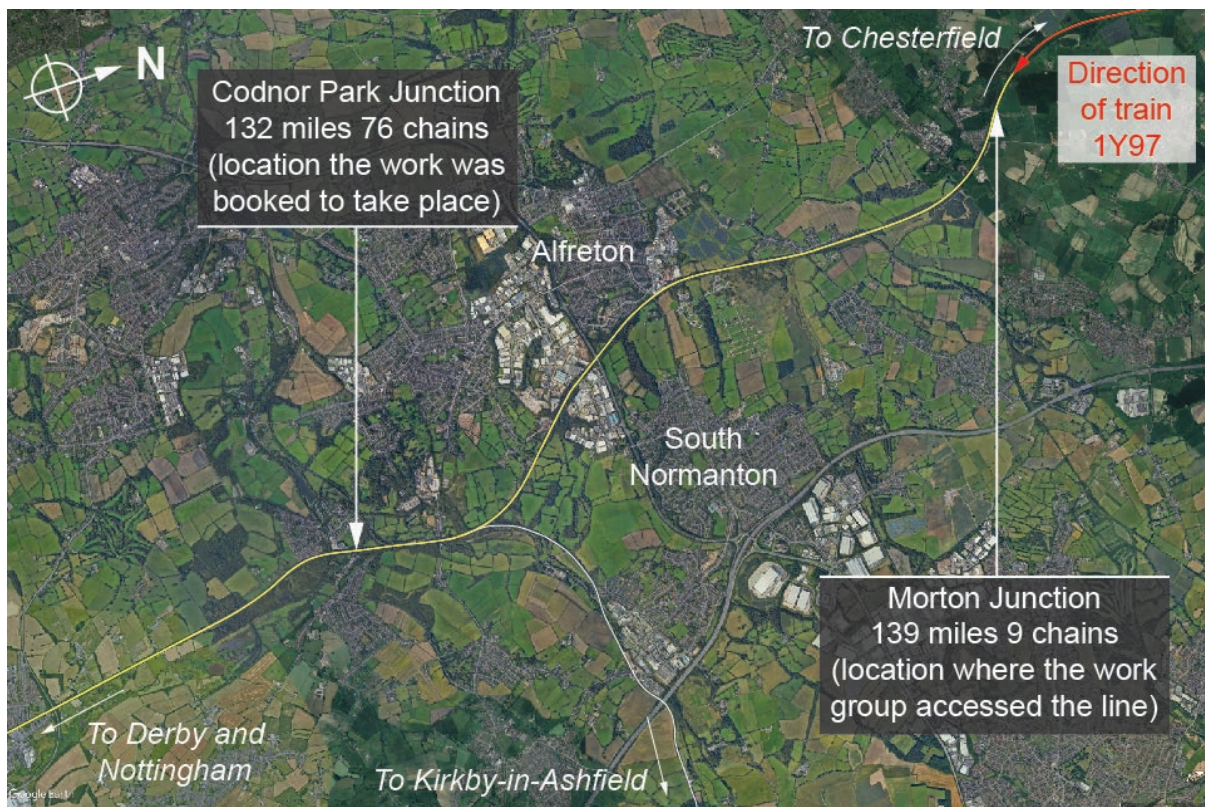 To Chesterfield
N
Direction
of train
1Y97
Codnor Park Junction
132 miles 76 chains
(location the work was
booked to take place)
Alfreton
South
Normanton
Morton Junction
139 miles 9 chains
(location where the work
group accessed the line)
To Derby and
Nottingham
To Kirkby-in-Ashfield
Google Earth